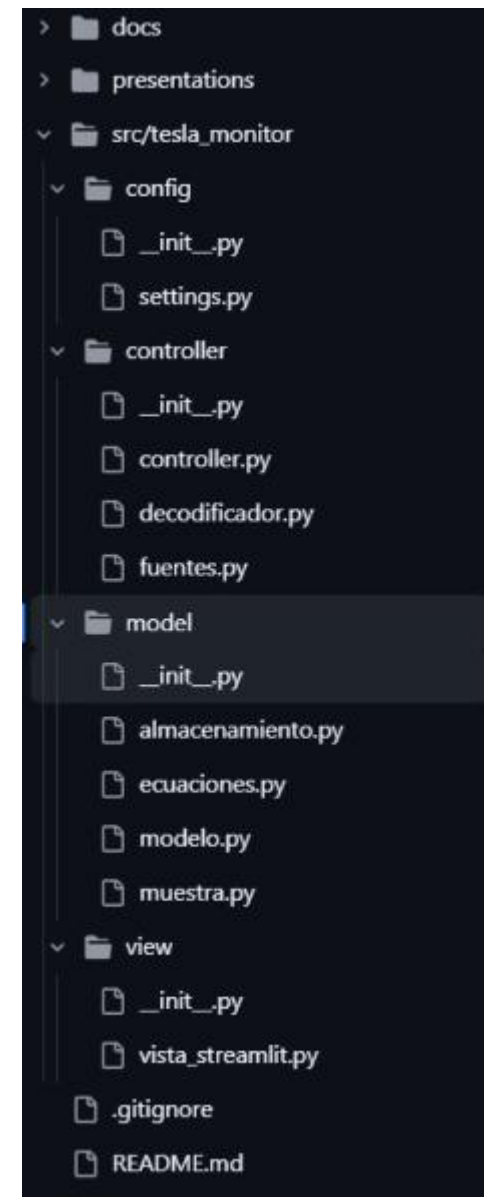 docs
presentations
src/tesla_monitor
config
__init__.py
settings.py
controller
__init__.py
controller.py
decodificador.py
fuentes.py
model
__init__.py
almacenamiento.py
ecuaciones.py
modelo.py
muestra.py
view
__init__.py
vista_streamlit.py
.gitignore
README.md